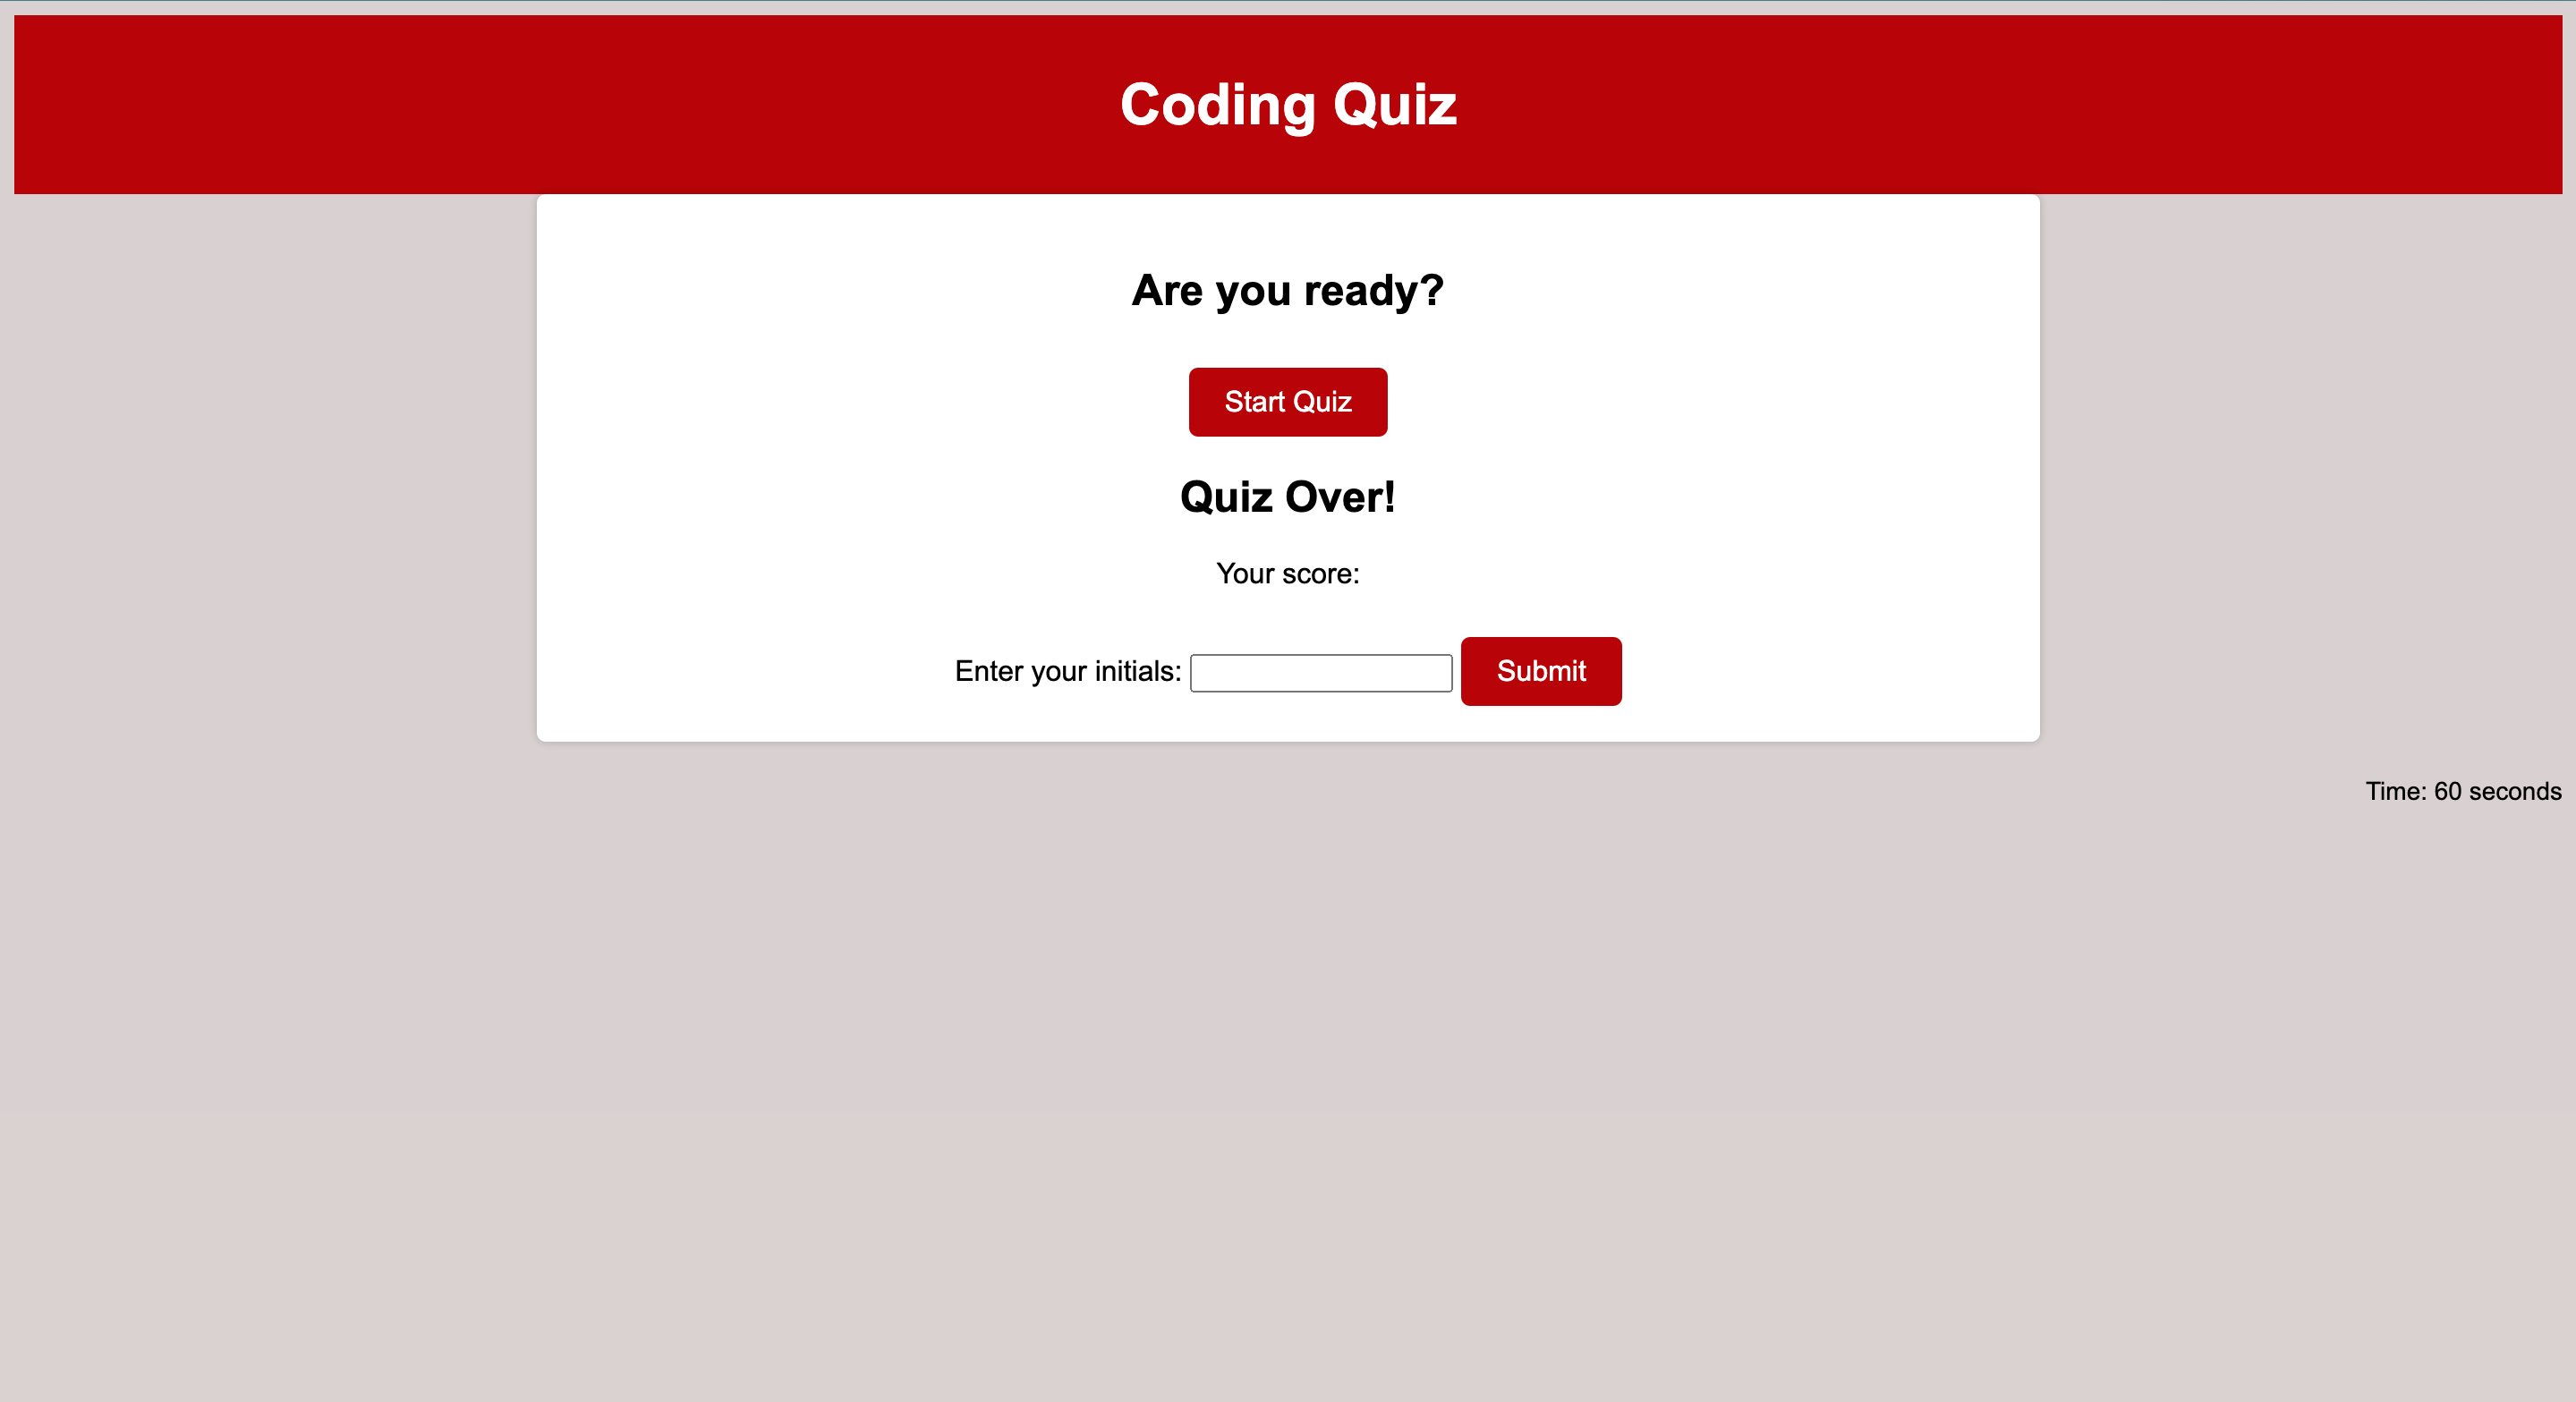 Coding Quiz
Are you ready?
Start Quiz
Quiz Over!
Your score:
Enter your initials: Submit
Time: 60 seconds